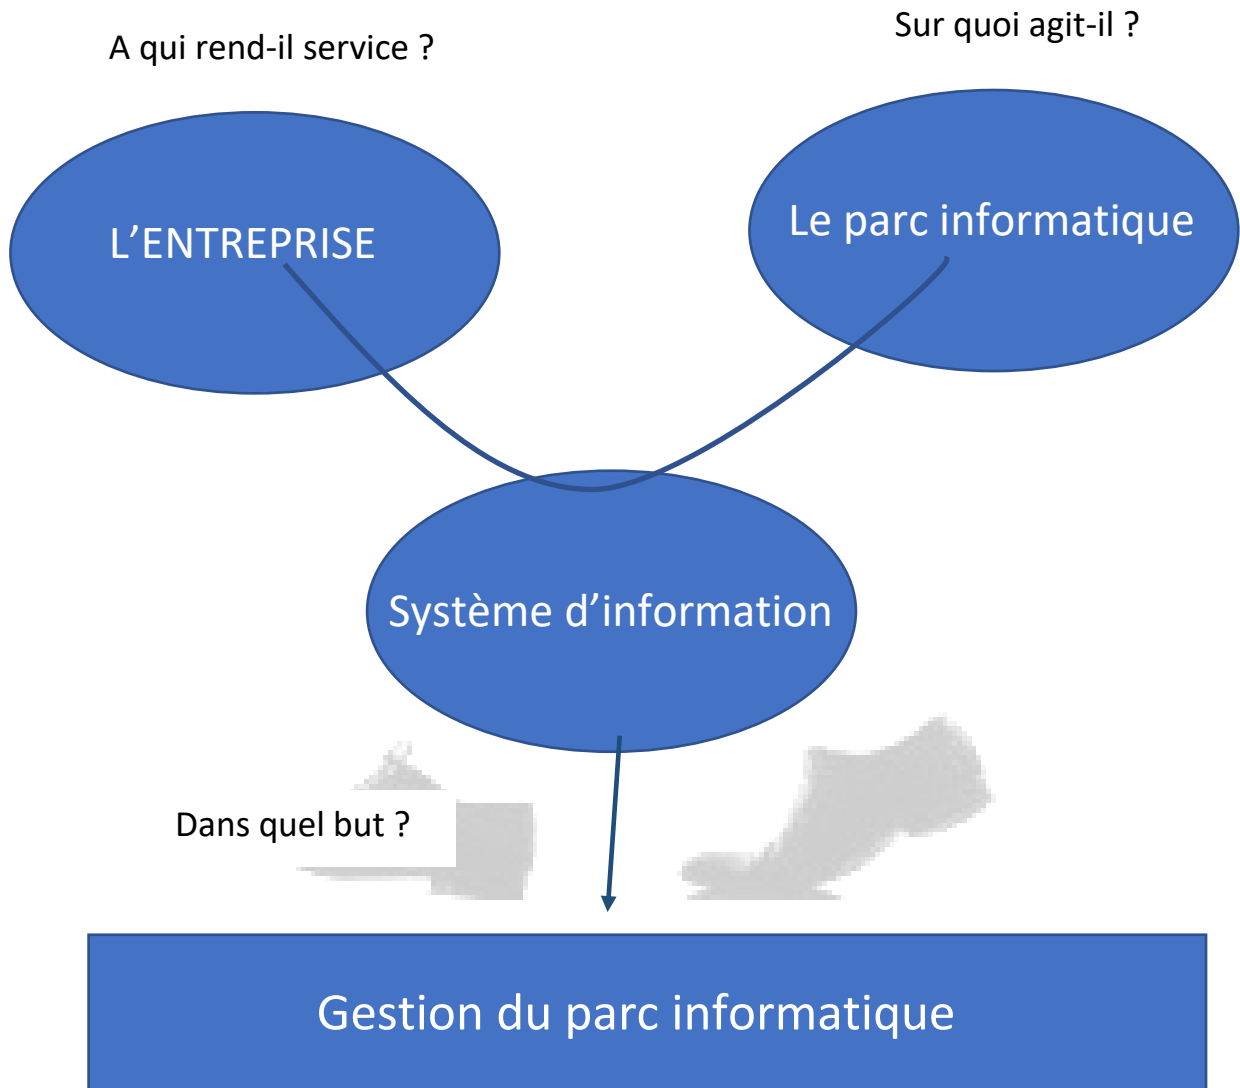 A qui rend-il service ?
Sur quoi agit-il ?
L’ENTREPRISE
Le parc informatique
Système d’information
Dans quel but ?
Gestion du parc informatique